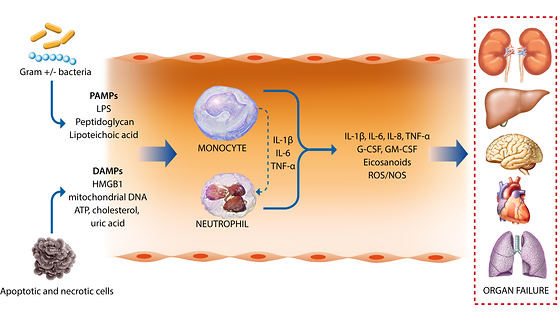 Gram +/- bacteria
PAMPs
LPS
Peptidoglycan
Lipoteichoic acid
DAMPs
HMGB1
mitochondrial DNA
ATP, cholesterol,
uric acid
Apoptotic and necrotic cells
MONOCYTE
IL-1β
IL-6
TNF-α
NEUTROPHIL
IL-1β, IL-6, IL-8, TNF-α
G-CSF, GM-CSF
Eicosanoids
ROS/NOS
ORGAN FAILURE